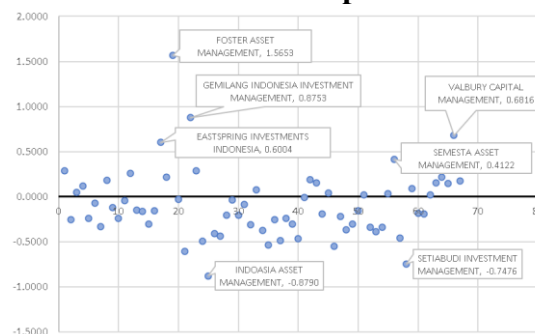 2.0000
FOSTER ASSET
MANAGEMENT, 1.5653
1.5000
GEMILANG INDONESIA INVESTMENT
MANAGEMENT, 0.8753
VALBURY CAPITAL
MANAGEMENT, 0.6816
1.0000
EASTSPRING INVESTMENTS
INDONESIA, 0.6004
SEMESTA ASSET
MANAGEMENT, 0.4122
0.5000
0.0000
0 10 20 30 40 50 60 70 80
-0.5000
INDOASIA ASSET
MANAGEMENT, -0.8790
SETIABUDI INVESTMENT
MANAGEMENT, -0.7476
-1.0000
-1.5000